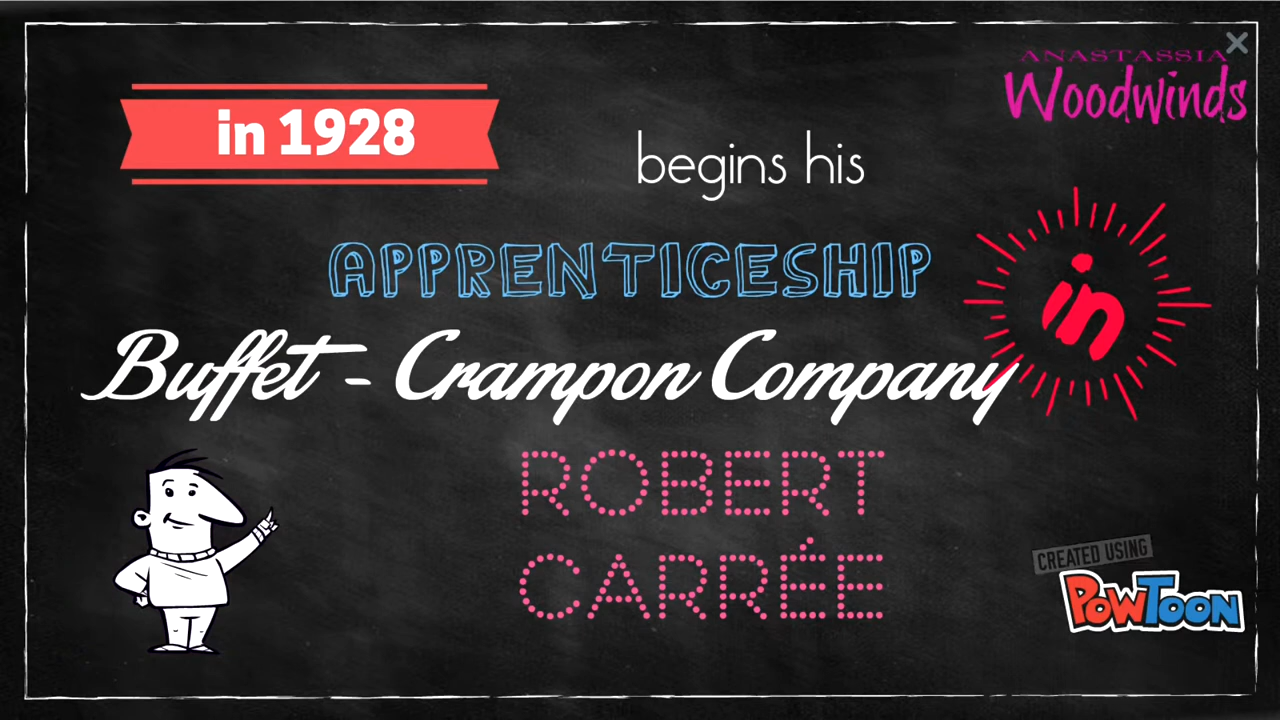 ANASTASSIA
Woodwinds
in 1928
begins his
APPRENTICESHIP
in
Buffet - Crampon Company
ROBERT
CARRÉE
CREATED USING
POWTOON